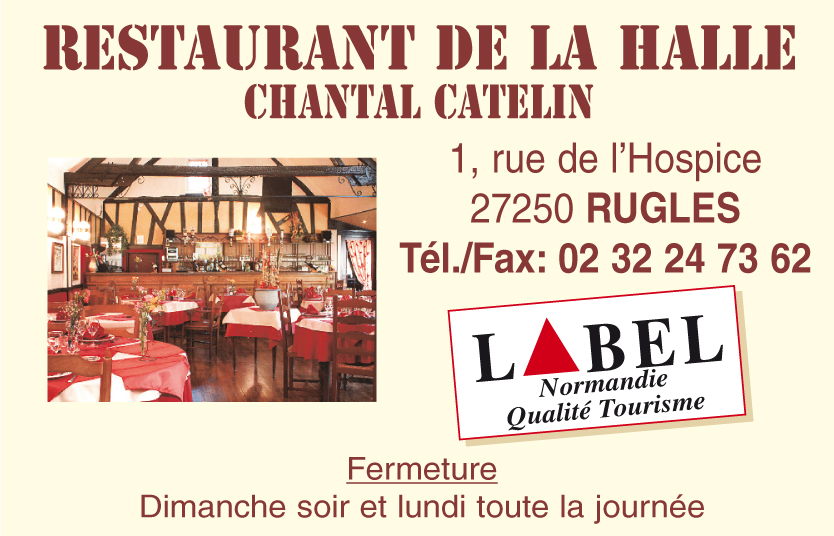 RESTAURANT DE LA HALLE
CHANTAL CATELIN
1, rue de l'Hospice
27250 RUGLES
Tél./Fax: 02 32 24 73 62
LABEL
Normandie
Qualité Tourisme
Fermeture
Dimanche soir et lundi toute la journée